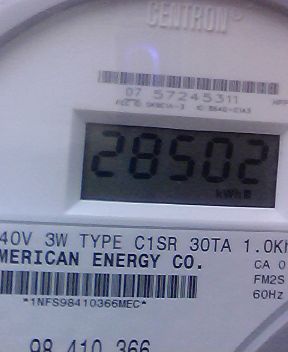 CENTRON®
07 57245311
28502
kWh
40V 3W TYPE C1SR 30TA 1.0Kh
MERICAN ENERGY CO.
CA 0
FM2S
60Hz
*1NFS98410366MEC*
98 410 366